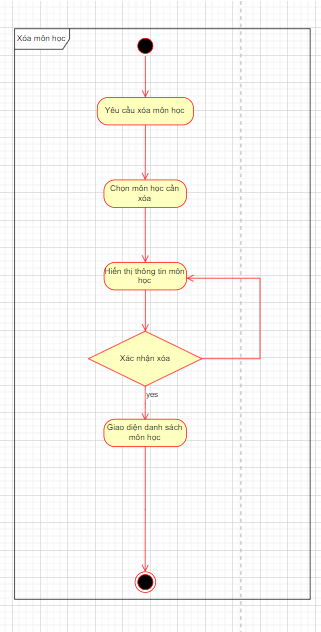 Xóa môn học
Yêu cầu xóa môn học
Chọn môn học cần
xóa
Hiển thị thông tin môn
học
Xác nhận xóa
yes
Giao diện danh sách
môn học